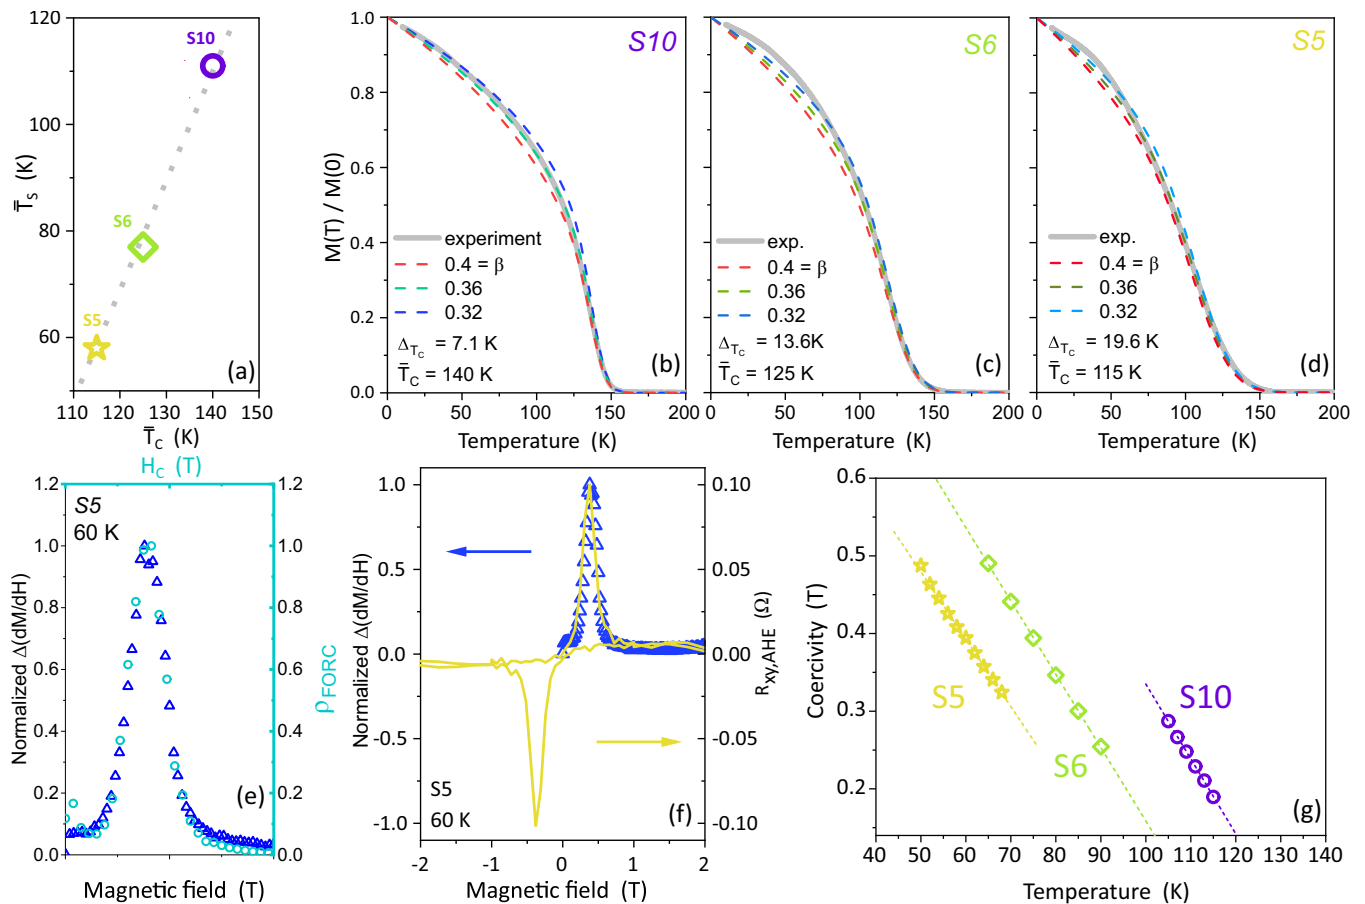 120
100
80
60
T̿S (K)
S10
S6
S5
(a)
110 120 130 140 150
T̿C (K)
1.0
0.8
0.6
0.4
0.2
0.0
M(T) / M(0)
S10
experiment
0.4 = β
0.36
0.32
ΔTC = 7.1 K
T̿C = 140 K
(b)
0 50 100 150 200
Temperature (K)
S6
exp.
0.4 = β
0.36
0.32
ΔTC = 13.6K
T̿C = 125 K
(c)
0 50 100 150 200
Temperature (K)
S5
exp.
0.4 = β
0.36
0.32
ΔTC = 19.6 K
T̿C = 115 K
(d)
0 50 100 150 200
Temperature (K)
HC (T)
1.2
1.0
0.8
0.6
0.4
0.2
0.0
Normalized Δ(dM/dH)
S5
60 K
(e)
1.2
1.0
0.8
0.6
0.4
0.2
0.0
ρFORC
Magnetic field (T)
1.0
0.5
0.0
-0.5
-1.0
Normalized Δ(dM/dH)
S5
60 K
(f)
0.10
0.05
0.00
-0.05
-0.10
Rxy,AHE (Ω)
-2 -1 0 1 2
Magnetic field (T)
0.6
0.5
0.4
0.3
0.2
Coercivity (T)
S5
S6
S10
(g)
40 50 60 70 80 90 100 110 120 130 140
Temperature (K)